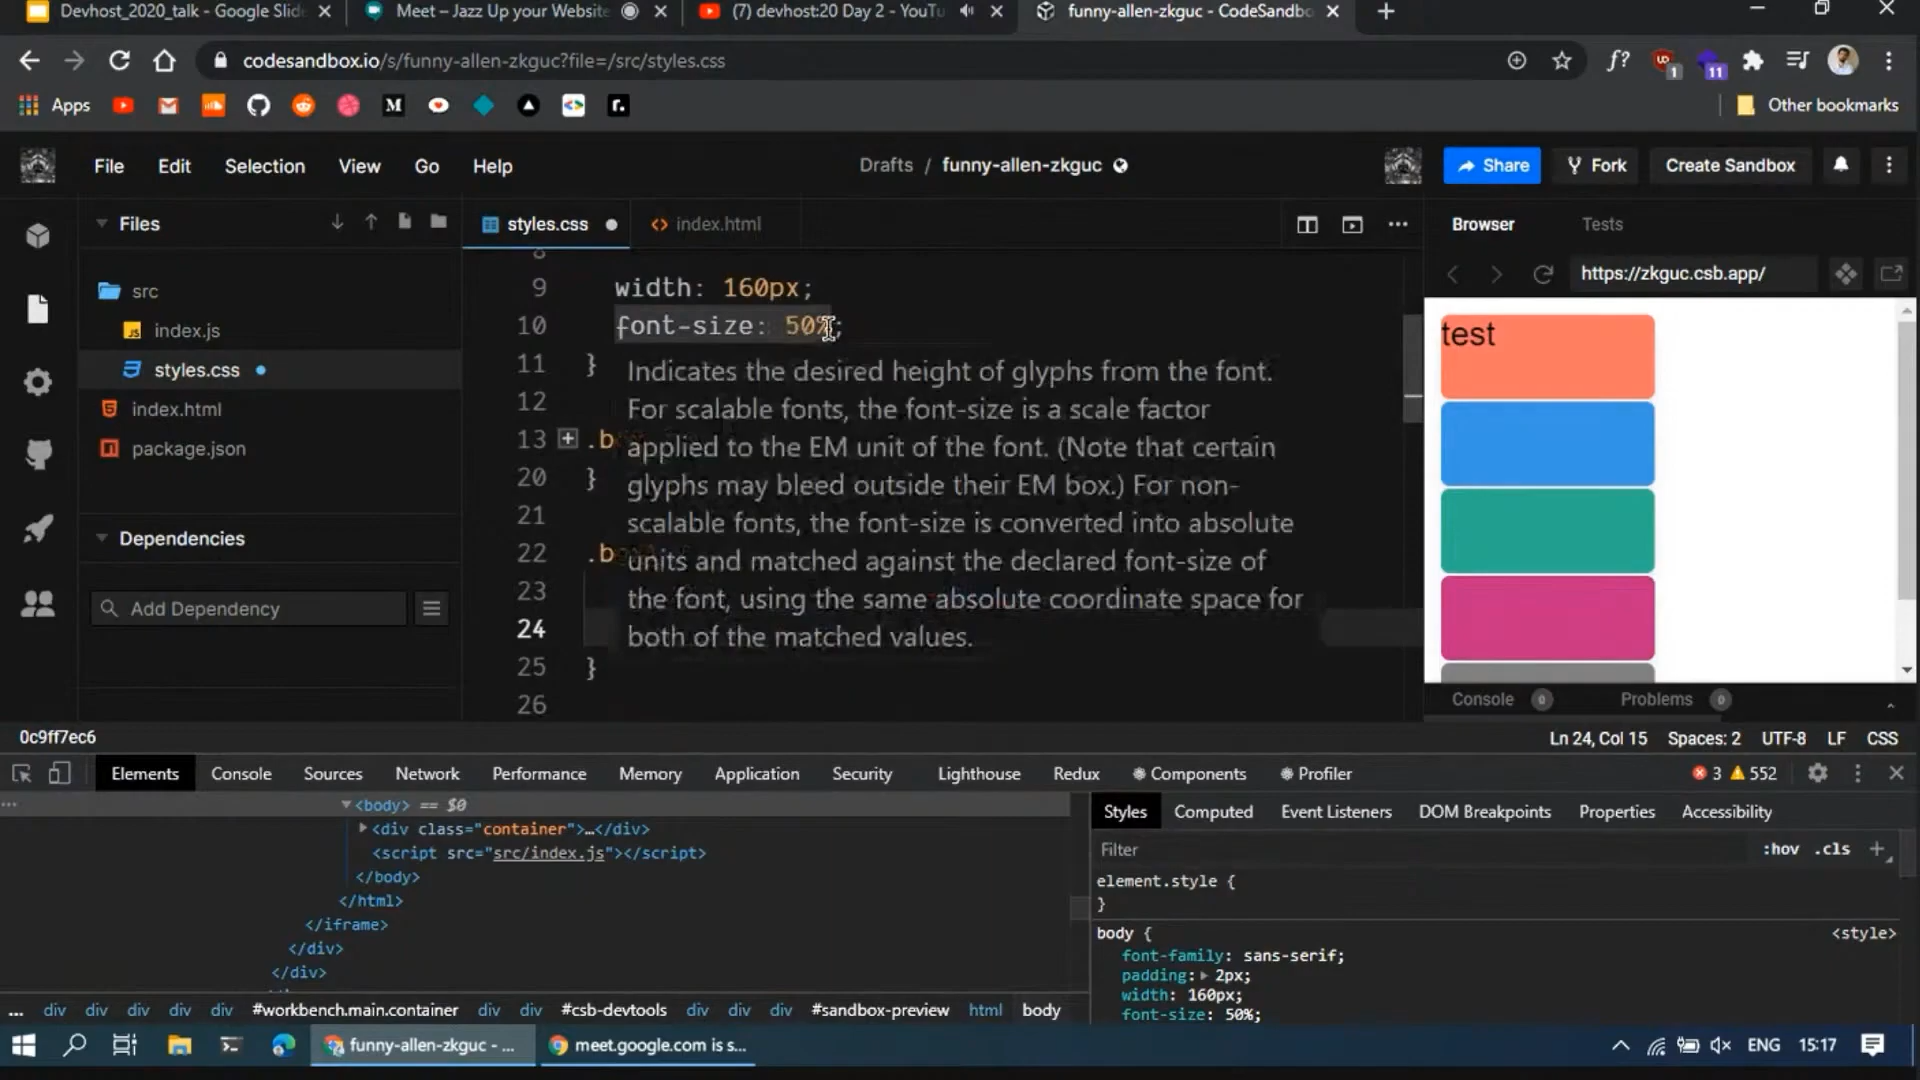 Devhost_2020_talk - Google Slide
Meet – Jazz Up your Website
(7) devhost:20 Day 2 - YouTu
funny-allen-zkguc - CodeSandbo
codesandbox.io/s/funny-allen-zkguc?file=/src/styles.css
f?
1
11
Apps
M
r.
Other bookmarks
File Edit Selection View Go Help
Drafts / funny-allen-zkguc
Share
Fork
Create Sandbox
Files
styles.css
index.html
Browser
Tests
src
index.js
styles.css
index.html
package.json
Dependencies
Add Dependency
https://zkguc.csb.app/
8
9 width: 160px;
10 font-size: 50%;
11 }
12
13 .b
20 }
21
22 .b
23
24
25 }
26
Indicates the desired height of glyphs from the font.
For scalable fonts, the font-size is a scale factor
applied to the EM unit of the font. (Note that certain
glyphs may bleed outside their EM box.) For non-
scalable fonts, the font-size is converted into absolute
units and matched against the declared font-size of
the font, using the same absolute coordinate space for
both of the matched values.
test
Console 0
Problems 0
0c9ff7ec6
Ln 24, Col 15 Spaces: 2 UTF-8 LF CSS
Elements Console Sources Network Performance Memory Application Security Lighthouse Redux Components Profiler
3 552
... <body> == $0
<div class="container">…</div>
<script src="src/index.js"></script>
</body>
</html>
</iframe>
</div>
</div>
Styles Computed Event Listeners DOM Breakpoints Properties Accessibility
Filter
:hov .cls +
element.style {
}
body {
<style>
font-family: sans-serif;
padding: 2px;
width: 160px;
font-size: 50%;
... div div div div div #workbench.main.container div div #csb-devtools div div div #sandbox-preview html body
funny-allen-zkguc - ...
meet.google.com is s...
ENG 15:17